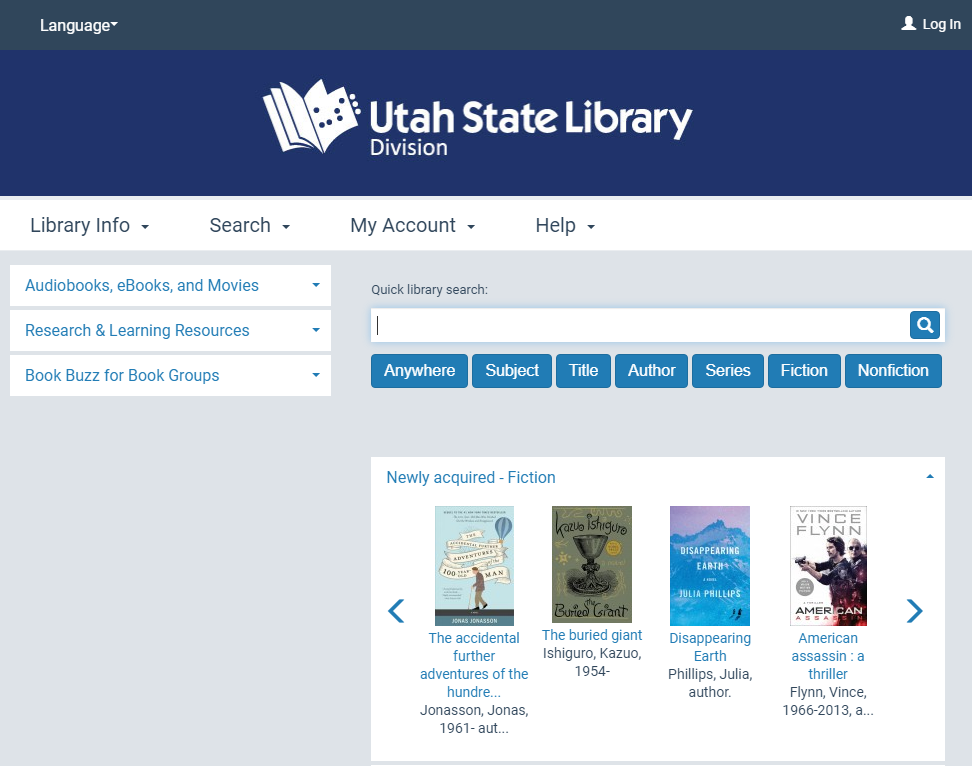 Language
Log In
Utah State Library
Division
Library Info
Search
My Account
Help
Audiobooks, eBooks, and Movies
Research & Learning Resources
Book Buzz for Book Groups
Quick library search:
Anywhere
Subject
Title
Author
Series
Fiction
Nonfiction
Newly acquired - Fiction
THE
ACCIDENTAL FURTHER
ADVENTURES OF THE
100-YEAR-OLD
MAN
JONAS JONASSON
The accidental
further
adventures of the
hundre...
Jonasson, Jonas,
1961- aut...
Kazuo Ishiguro
the
Buried Giant
The buried giant
Ishiguro, Kazuo,
1954-
DISAPPEARING
EARTH
A NOVEL
JULIA PHILLIPS
Disappearing
Earth
Phillips, Julia,
author.
VINCE
FLYNN
AMERICAN
ASSASSIN
American
assassin : a
thriller
Flynn, Vince,
1966-2013, a...